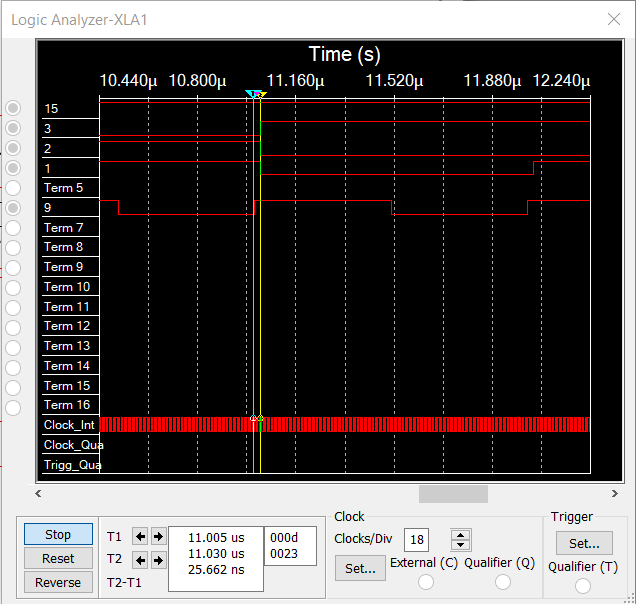 Logic Analyzer-XLA1
Time (s)
10.440µ 10.800µ 11.160µ 11.520µ 11.880µ 12.240µ
15
3
2
1
Term 5
9
Term 7
Term 8
Term 9
Term 10
Term 11
Term 12
Term 13
Term 14
Term 15
Term 16
Clock_Int
Clock_Qua
Trigg_Qua
Stop
Reset
Reverse
T1 11.005 us 000d
T2 11.030 us 0023
T2-T1 25.662 ns
Clock
Clocks/Div 18
Set...
External (C) Qualifier (Q)
Trigger
Set...
Qualifier (T)